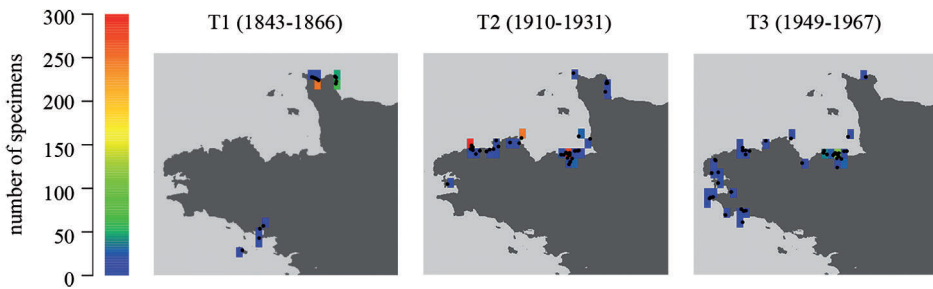 T1 (1843-1866)
T2 (1910-1931)
T3 (1949-1967)
number of specimens
300
250
200
150
100
50
0